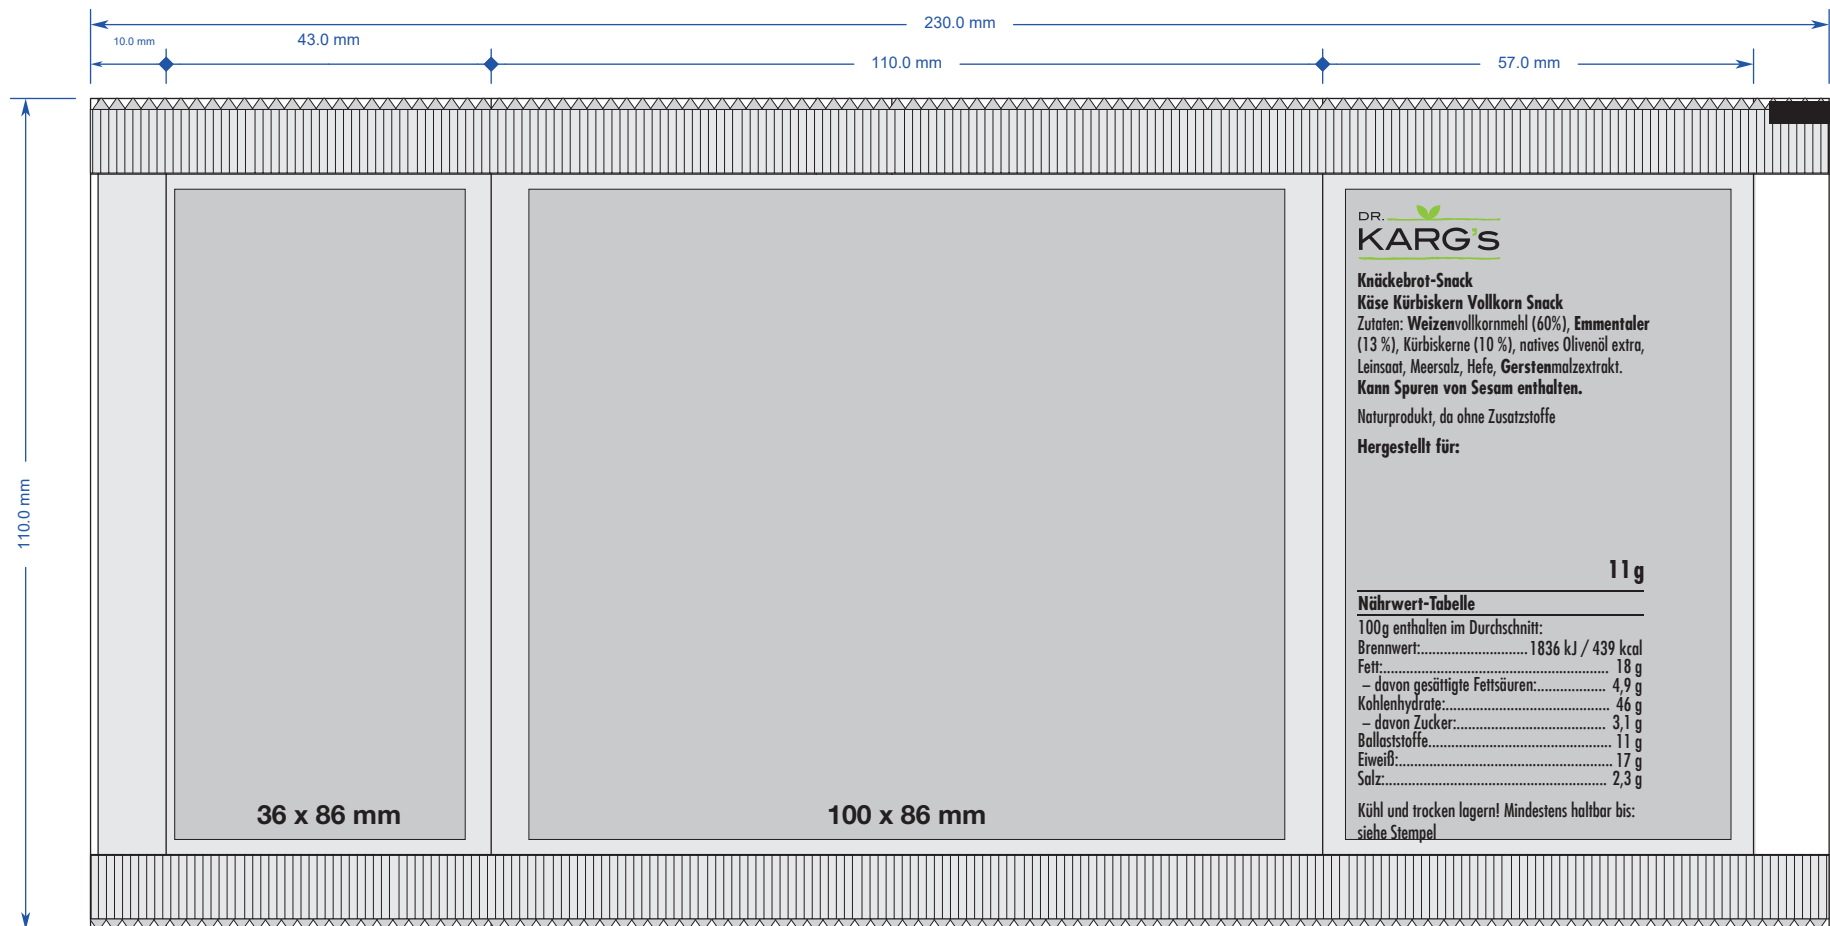 230.0 mm
10.0 mm
43.0 mm
110.0 mm
57.0 mm
110.0 mm
36 x 86 mm
100 x 86 mm
DR.
KARG's
Knäckebrot-Snack
Käse Kürbiskern Vollkorn Snack
Zutaten: Weizenvollkornmehl (60%), Emmentaler
(13 %), Kürbiskerne (10 %), natives Olivenöl extra,
Leinsaat, Meersalz, Hefe, Gerstenmalzextrakt.
Kann Spuren von Sesam enthalten.
Naturprodukt, da ohne Zusatzstoffe
Hergestellt für:
11 g
Nährwert-Tabelle
100g enthalten im Durchschnitt:
Brennwert:............................ 1836 kJ / 439 kcal
Fett:........................................................... 18 g
– davon gesättigte Fettsäuren:.................. 4,9 g
Kohlenhydrate:........................................... 46 g
– davon Zucker:....................................... 3,1 g
Ballaststoffe................................................ 11 g
Eiweiß:........................................................ 17 g
Salz:.......................................................... 2,3 g
Kühl und trocken lagern! Mindestens haltbar bis:
siehe Stempel